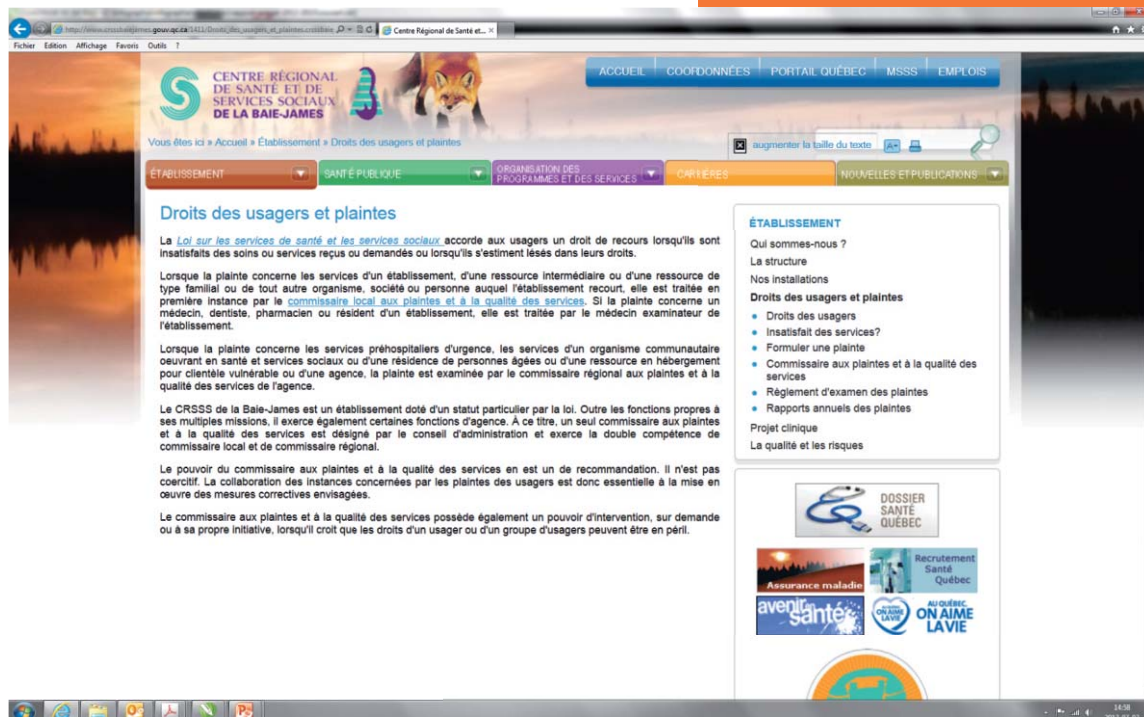 http://www.crsssbaiejames.gouv.qc.ca/1411/Droits_des_usagers_et_plaintes.crsssbaie
Centre Régional de Santé et...
Fichier Edition Affichage Favoris Outils ?
CENTRE RÉGIONAL
DE SANTÉ ET DE
SERVICES SOCIAUX
DE LA BAIE-JAMES
ACCUEIL COORDONNÉES PORTAIL QUÉBEC MSSS EMPLOIS
Vous êtes ici » Accueil » Établissement » Droits des usagers et plaintes
augmenter la taille du texte A+
ÉTABLISSEMENT
SANTÉ PUBLIQUE
ORGANISATION DES
PROGRAMMES ET DES SERVICES
CARRIÈRES
NOUVELLES ET PUBLICATIONS
Droits des usagers et plaintes
La Loi sur les services de santé et les services sociaux accorde aux usagers un droit de recours lorsqu'ils sont
insatisfaits des soins ou services reçus ou demandés ou lorsqu'ils s'estiment lésés dans leurs droits.
Lorsque la plainte concerne les services d'un établissement, d'une ressource intermédiaire ou d'une ressource de
type familial ou de tout autre organisme, société ou personne auquel l'établissement recourt, elle est traitée en
première instance par le commissaire local aux plaintes et à la qualité des services. Si la plainte concerne un
médecin, dentiste, pharmacien ou résident d'un établissement, elle est traitée par le médecin examinateur de
l'établissement.
Lorsque la plainte concerne les services préhospitaliers d'urgence, les services d'un organisme communautaire
oeuvrant en santé et services sociaux ou d'une résidence de personnes âgées ou d'une ressource en hébergement
pour clientèle vulnérable ou d'une agence, la plainte est examinée par le commissaire régional aux plaintes et à la
qualité des services de l'agence.
Le CRSSS de la Baie-James est un établissement doté d'un statut particulier par la loi. Outre les fonctions propres à
ses multiples missions, il exerce également certaines fonctions d'agence. À ce titre, un seul commissaire aux plaintes
et à la qualité des services est désigné par le conseil d'administration et exerce la double compétence de
commissaire local et de commissaire régional.
Le pouvoir du commissaire aux plaintes et à la qualité des services en est un de recommandation. Il n'est pas
coercitif. La collaboration des instances concernées par les plaintes des usagers est donc essentielle à la mise en
œuvre des mesures correctives envisagées.
Le commissaire aux plaintes et à la qualité des services possède également un pouvoir d'intervention, sur demande
ou à sa propre initiative, lorsqu'il croit que les droits d'un usager ou d'un groupe d'usagers peuvent être en péril.
ÉTABLISSEMENT
Qui sommes-nous ?
La structure
Nos installations
Droits des usagers et plaintes
• Droits des usagers
• Insatisfait des services?
• Formuler une plainte
• Commissaire aux plaintes et à la qualité des
services
• Règlement d'examen des plaintes
• Rapports annuels des plaintes
Projet clinique
La qualité et les risques
DOSSIER
SANTÉ
QUÉBEC
Assurance maladie
Recrutement
Santé
Québec
avenir en santé
ON AIME
LA VIE
AU QUÉBEC,
ON AIME
LA VIE
14:58